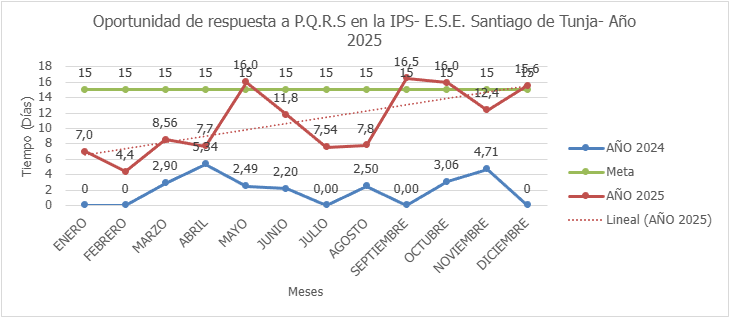 Oportunidad de respuesta a P.Q.R.S en la IPS- E.S.E. Santiago de Tunja- Año
2025
Tiempo (Días)
18
16
14
12
10
8
6
4
2
0
15 15 15 15 15 15 15 15 15 15 15 15
7,0 4,4 8,56 7,7 16,0 11,8 7,54 7,8 16,5 16,0 12,4 15,6
0 0 2,90 5,34 2,49 2,20 0,00 2,50 0,00 3,06 4,71 0
ENERO FEBRERO MARZO ABRIL MAYO JUNIO JULIO AGOSTO SEPTIEMBRE OCTUBRE NOVIEMBRE DICIEMBRE
Meses
AÑO 2024
Meta
AÑO 2025
Lineal (AÑO 2025)